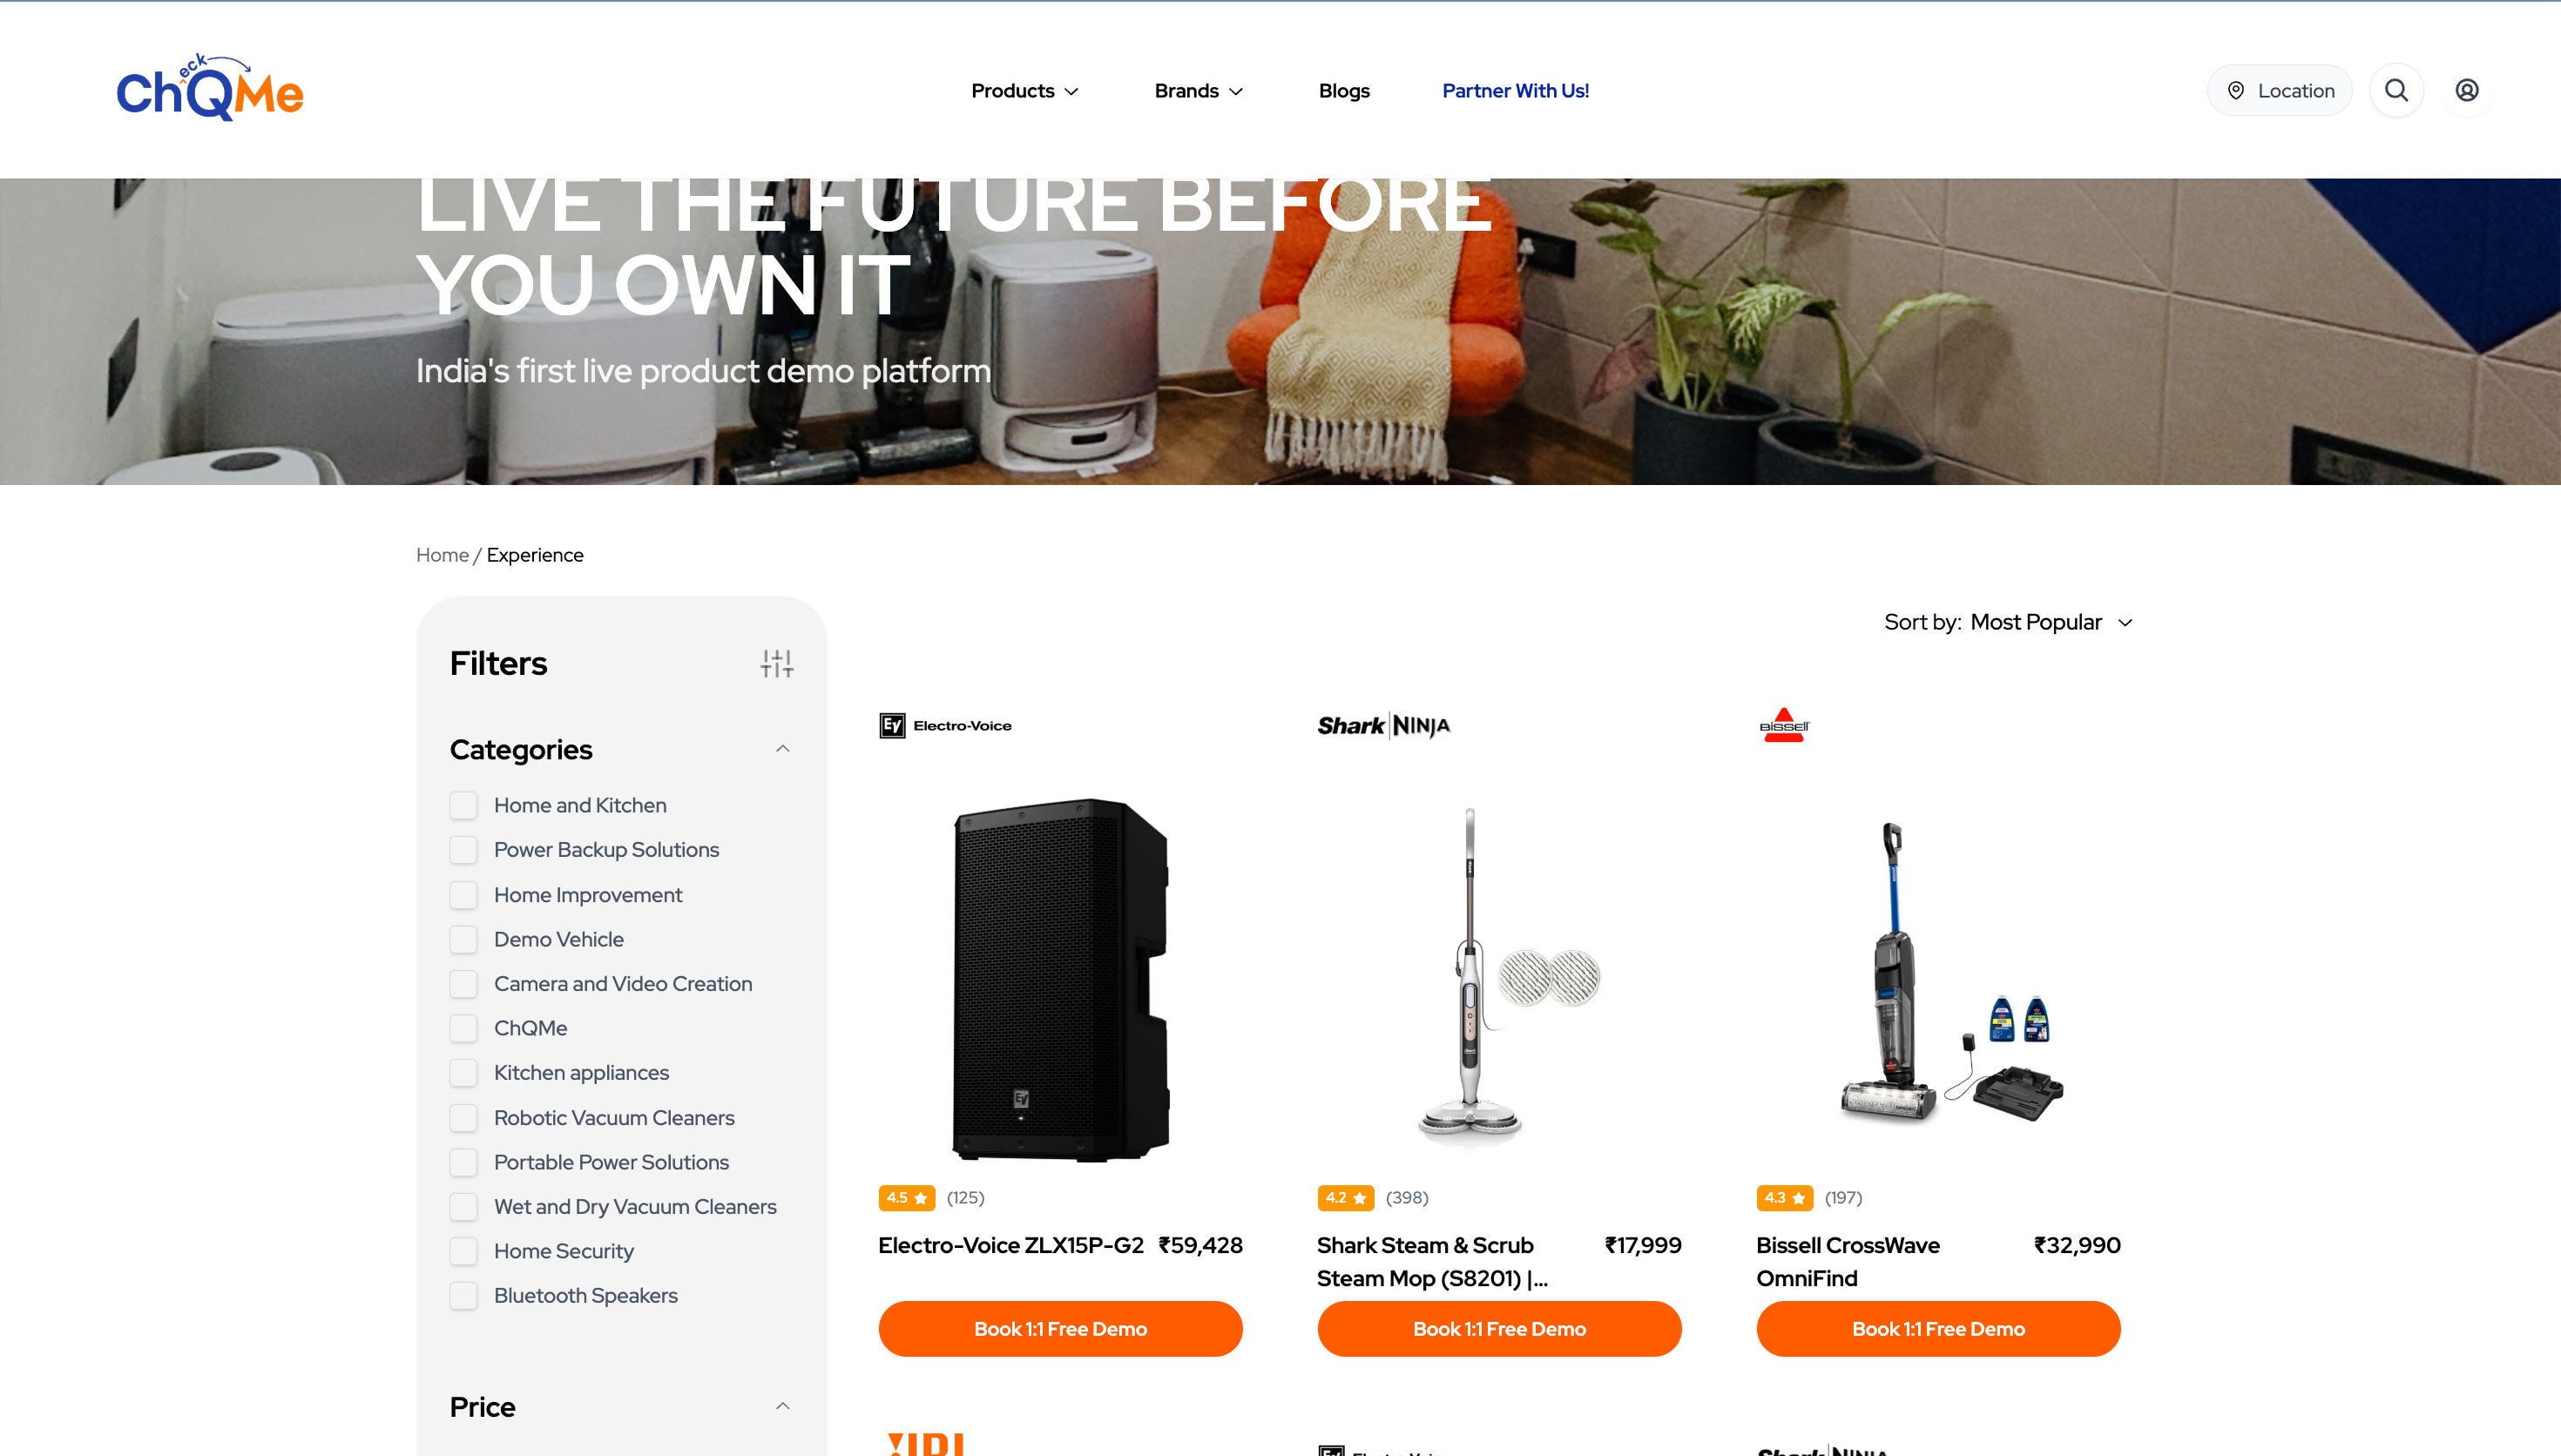 Ch eck QMe
Products
Brands
Blogs
Partner With Us!
Location
LIVE THE FUTURE BEFORE
YOU OWN IT
India's first live product demo platform
Home / Experience
Sort by: Most Popular
Filters
Categories
Home and Kitchen
Power Backup Solutions
Home Improvement
Demo Vehicle
Camera and Video Creation
ChQMe
Kitchen appliances
Robotic Vacuum Cleaners
Portable Power Solutions
Wet and Dry Vacuum Cleaners
Home Security
Bluetooth Speakers
Price
EV Electro-Voice
EV
4.5 (125)
Electro-Voice ZLX15P-G2 ₹59,428
Book 1:1 Free Demo
Shark NINJA
4.2 (398)
Shark Steam & Scrub ₹17,999
Steam Mop (S8201) |...
Book 1:1 Free Demo
BISSELL
4.3 (197)
Bissell CrossWave ₹32,990
OmniFind
Book 1:1 Free Demo